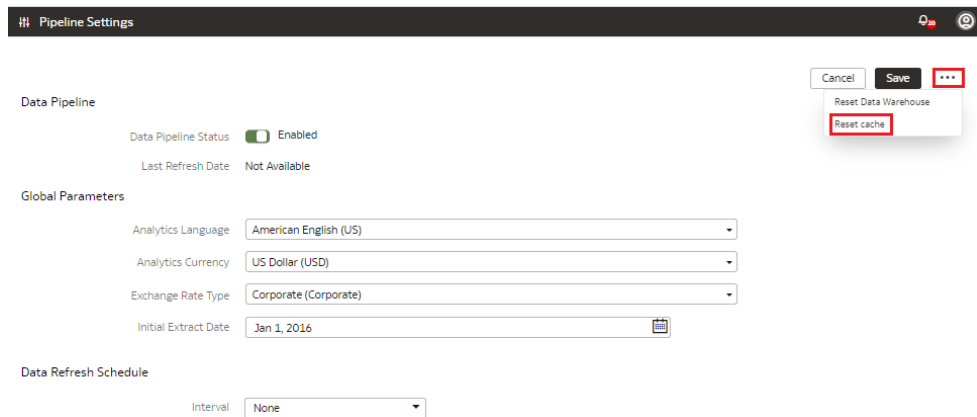 Pipeline Settings
20
Cancel Save ...
Reset Data Warehouse
Reset cache
Data Pipeline
Data Pipeline Status Enabled
Last Refresh Date Not Available
Global Parameters
Analytics Language American English (US)
Analytics Currency US Dollar (USD)
Exchange Rate Type Corporate (Corporate)
Initial Extract Date Jan 1, 2016
Data Refresh Schedule
Interval None